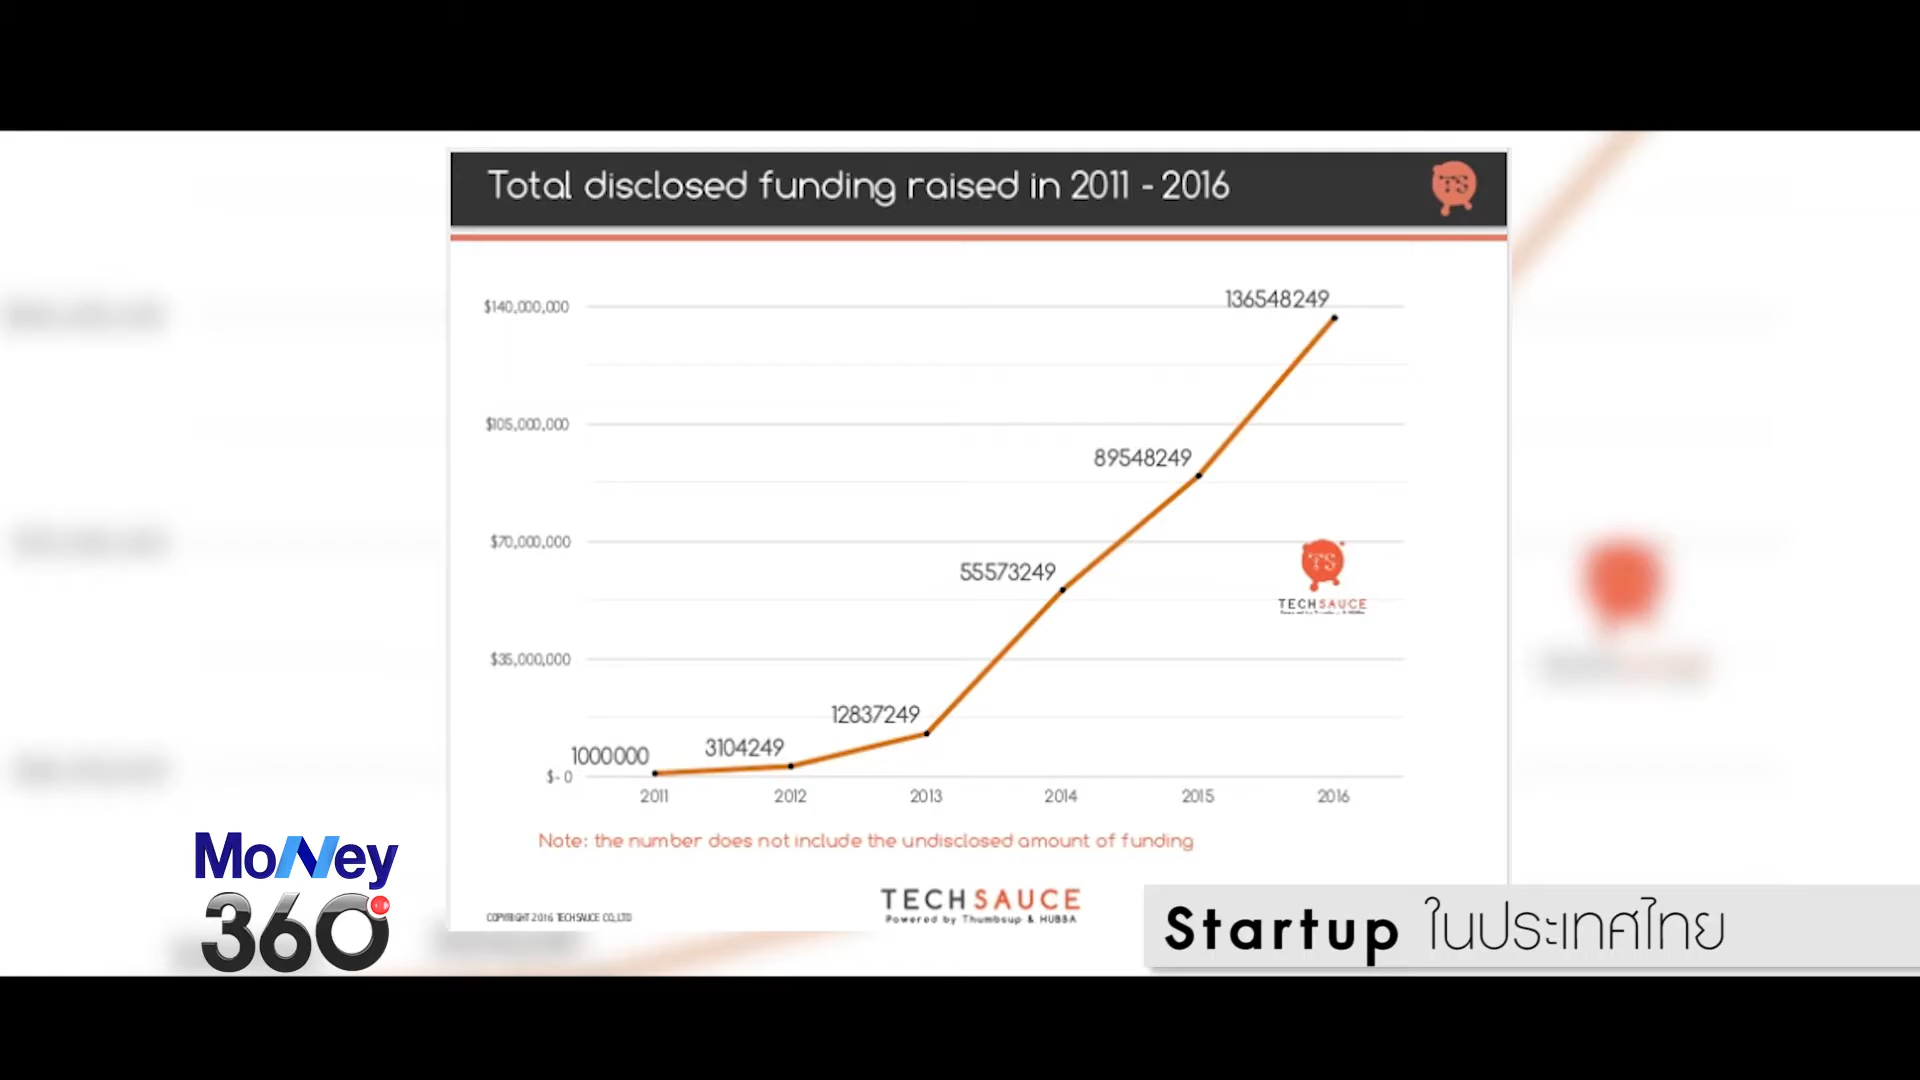 Total disclosed funding raised in 2011 - 2016
TS
$140,000,000
136548249
$105,000,000
89548249
$70,000,000
55573249
TS
TECHSAUCE
$35,000,000
12837249
3104249
1000000
$- 0
2011 2012 2013 2014 2015 2016
Note: the number does not include the undisclosed amount of funding
Money
360
COPYRIGHT 2016 TECHSAUCE CO.,LTD
TECHSAUCE
Powered by Thumbsup & HUBBA
Startup ในประเทศไทย